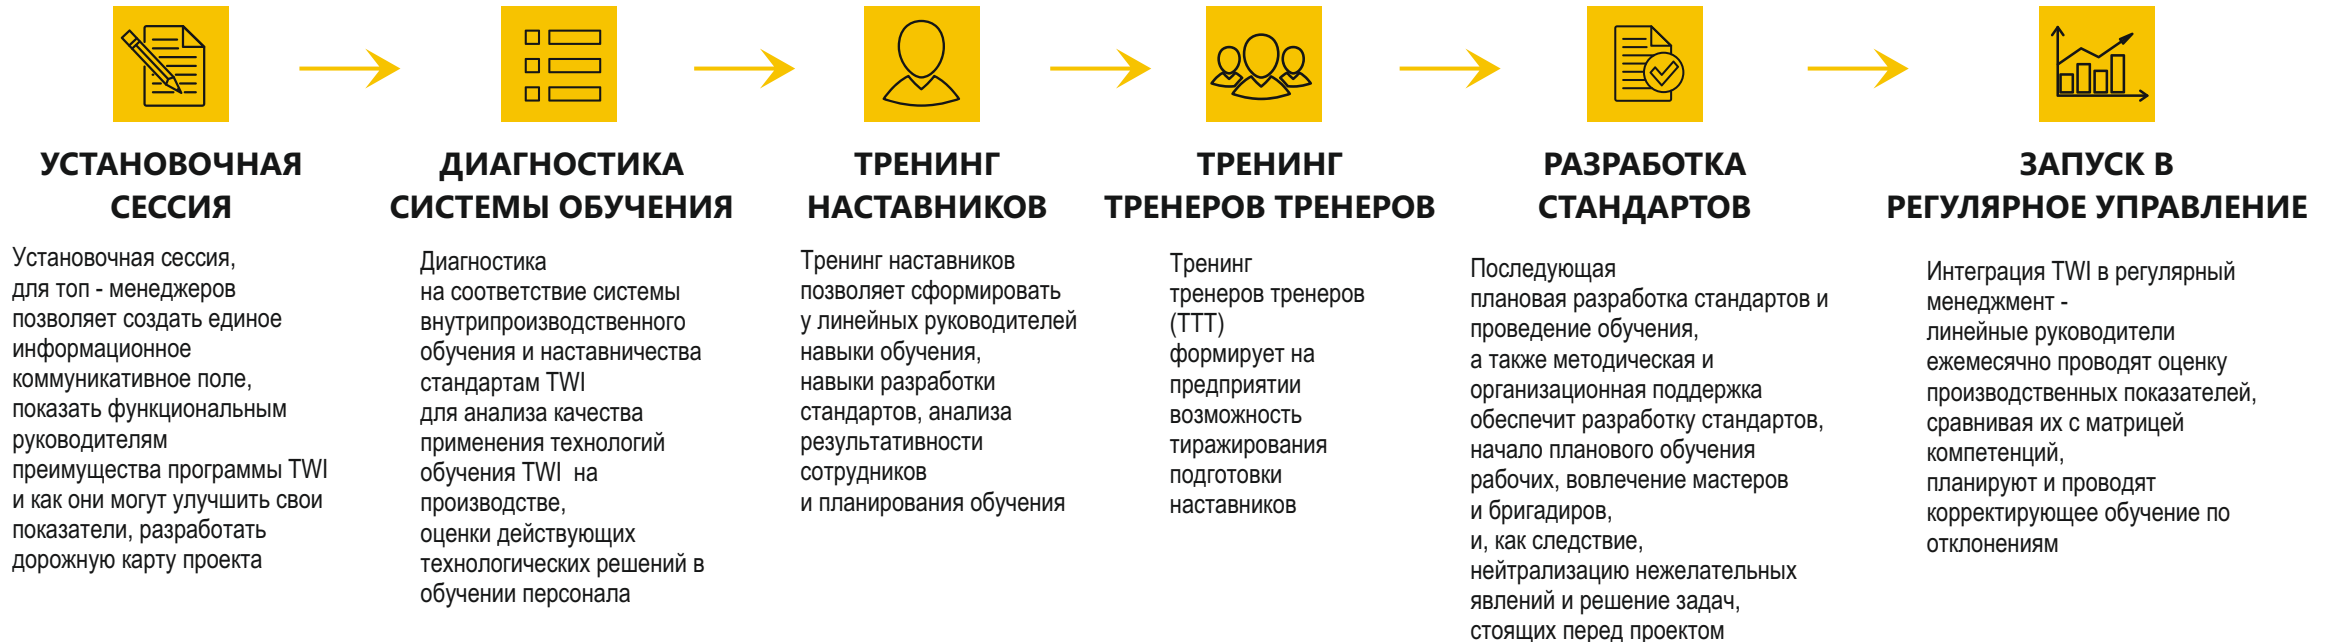 УСТАНОВОЧНАЯ
СЕССИЯ
Установочная сессия,
для топ - менеджеров
позволяет создать единое
информационное
коммуникативное поле,
показать функциональным
руководителям
преимущества программы TWI
и как они могут улучшить свои
показатели, разработать
дорожную карту проекта
ДИАГНОСТИКА
СИСТЕМЫ ОБУЧЕНИЯ
Диагностика
на соответствие системы
внутрипроизводственного
обучения и наставничества
стандартам TWI
для анализа качества
применения технологий
обучения TWI на
производстве,
оценки действующих
технологических решений в
обучении персонала
ТРЕНИНГ
НАСТАВНИКОВ
Тренинг наставников
позволяет сформировать
у линейных руководителей
навыки обучения,
навыки разработки
стандартов, анализа
результативности
сотрудников
и планирования обучения
ТРЕНИНГ
ТРЕНЕРОВ ТРЕНЕРОВ
Тренинг
тренеров тренеров
(ТТТ)
формирует на
предприятии
возможность
тиражирования
подготовки
наставников
РАЗРАБОТКА
СТАНДАРТОВ
Последующая
плановая разработка стандартов и
проведение обучения,
а также методическая и
организационная поддержка
обеспечит разработку стандартов,
начало планового обучения
рабочих, вовлечение мастеров
и бригадиров,
и, как следствие,
нейтрализацию нежелательных
явлений и решение задач,
стоящих перед проектом
ЗАПУСК В
РЕГУЛЯРНОЕ УПРАВЛЕНИЕ
Интеграция TWI в регулярный
менеджмент -
линейные руководители
ежемесячно проводят оценку
производственных показателей,
сравнивая их с матрицей
компетенций,
планируют и проводят
корректирующее обучение по
отклонениям